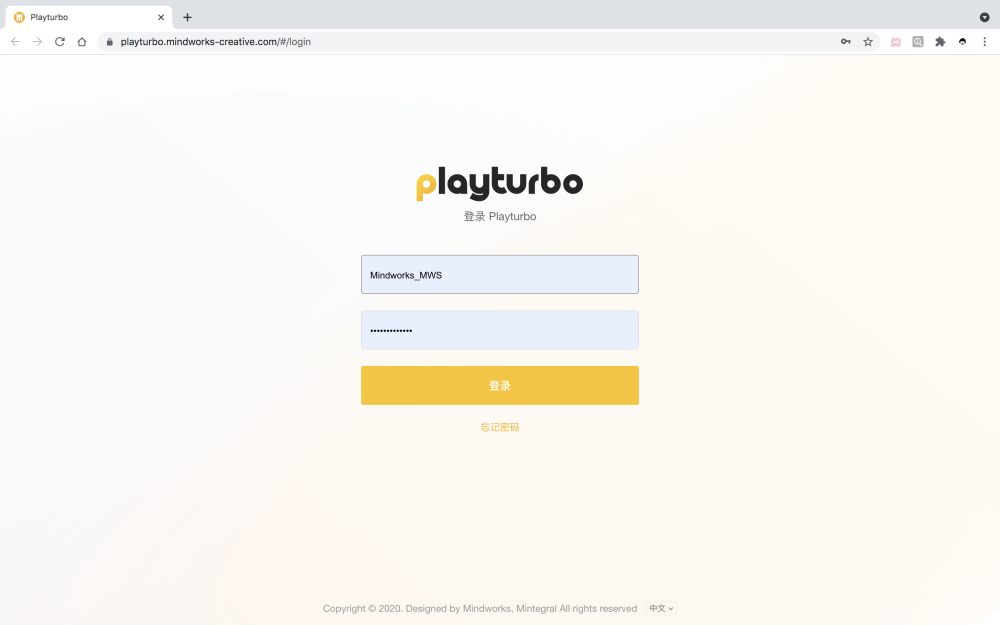 Playturbo
playturbo.mindworks-creative.com/#/login
playturbo
登录 Playturbo
Mindworks_MWS
•••••••••••••
登录
忘记密码
Copyright © 2020. Designed by Mindworks, Mintegral All rights reserved 中文